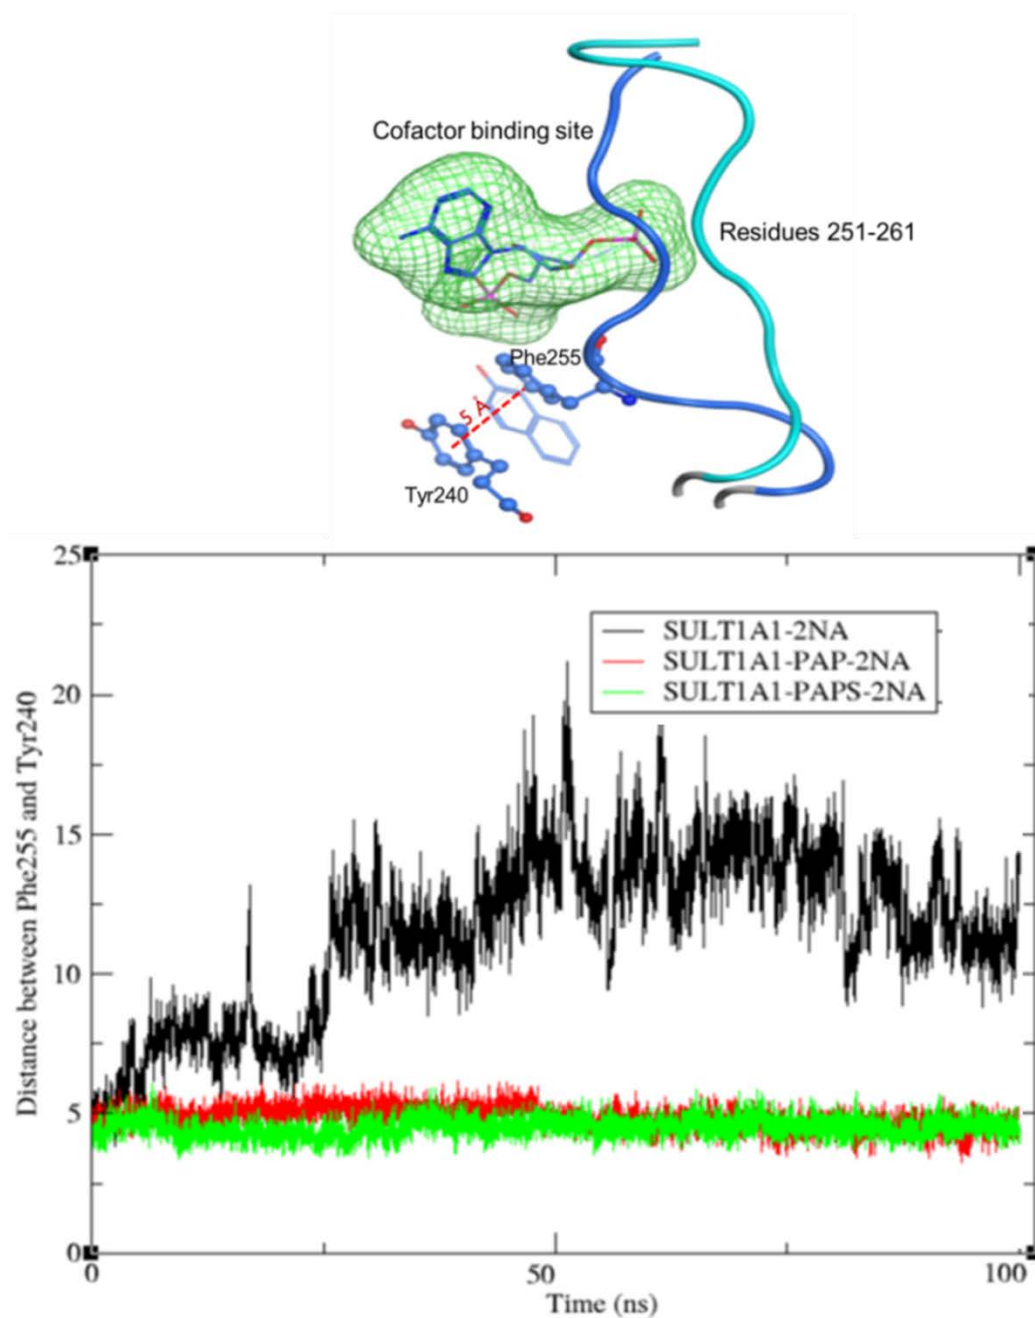 Cofactor binding site
Residues 251-261
Phe255
5 Å
Tyr240
25
20
15
10
5
0
Distance between Phe255 and Tyr240
SULT1A1-2NA
SULT1A1-PAP-2NA
SULT1A1-PAPS-2NA
0
50
100
Time (ns)